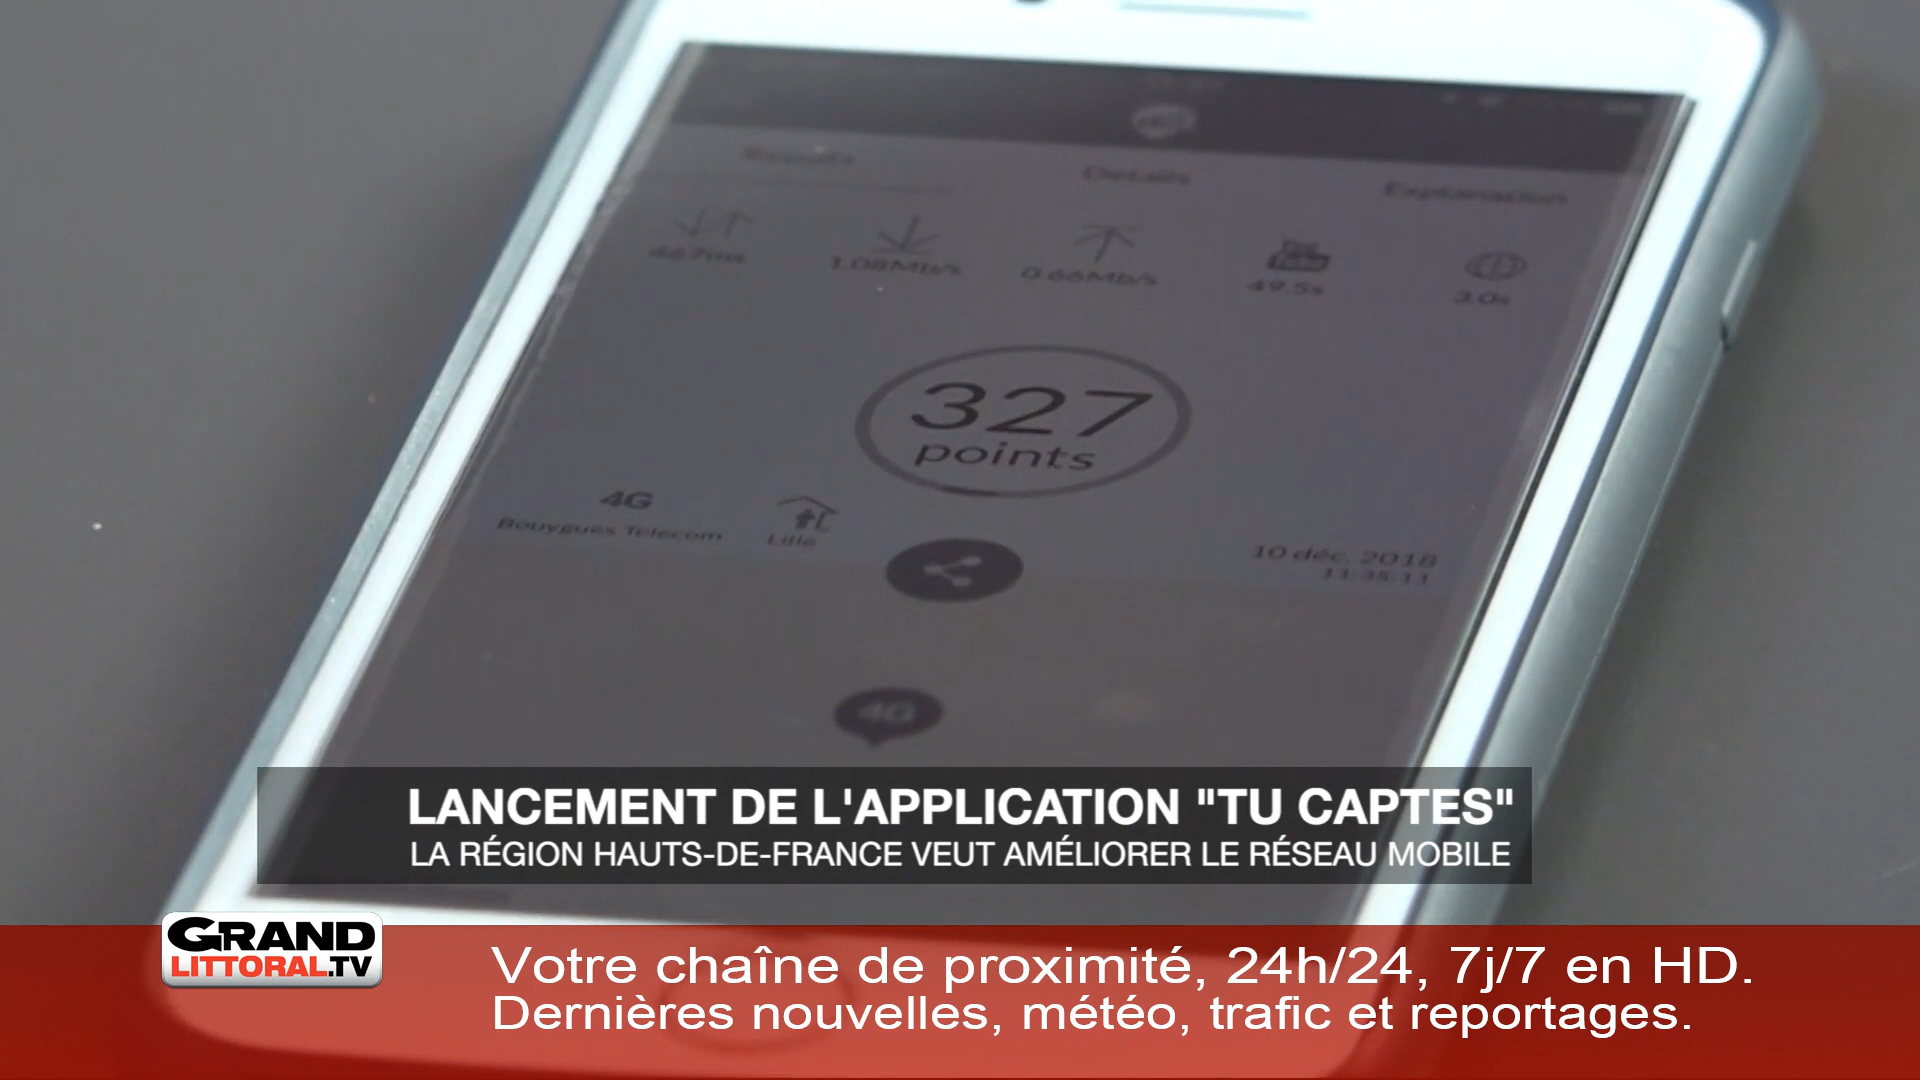 Results
Details
Explanation
467ms
1.08Mb/s
0.66Mb/s
You
Tube
49.5s
3.0s
327
points
4G
Bouygues Telecom
Lille
10 déc. 2018
11:35:11
4G
LANCEMENT DE L'APPLICATION "TU CAPTES"
LA RÉGION HAUTS-DE-FRANCE VEUT AMÉLIORER LE RÉSEAU MOBILE
GRAND
LITTORAL.TV
Votre chaîne de proximité, 24h/24, 7j/7 en HD.
Dernières nouvelles, météo, trafic et reportages.